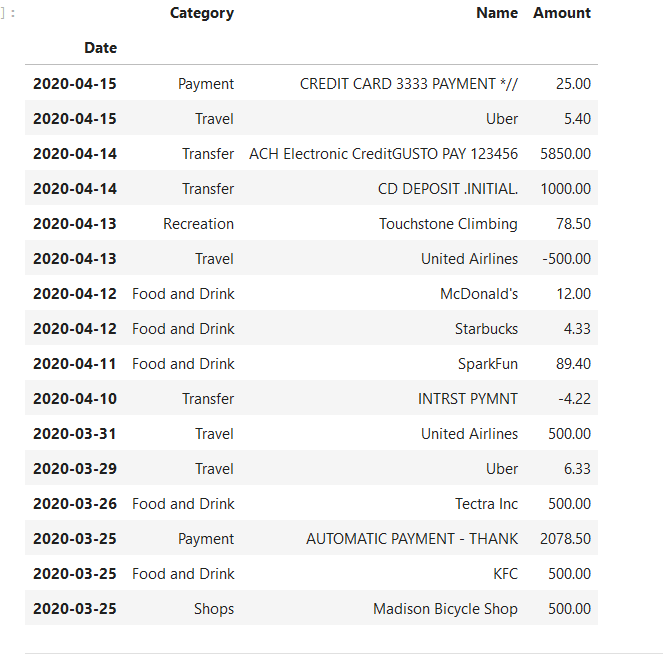 ]:
Category Name Amount
Date
2020-04-15 Payment CREDIT CARD 3333 PAYMENT *// 25.00
2020-04-15 Travel Uber 5.40
2020-04-14 Transfer ACH Electronic CreditGUSTO PAY 123456 5850.00
2020-04-14 Transfer CD DEPOSIT .INITIAL. 1000.00
2020-04-13 Recreation Touchstone Climbing 78.50
2020-04-13 Travel United Airlines -500.00
2020-04-12 Food and Drink McDonald's 12.00
2020-04-12 Food and Drink Starbucks 4.33
2020-04-11 Food and Drink SparkFun 89.40
2020-04-10 Transfer INTRST PYMNT -4.22
2020-03-31 Travel United Airlines 500.00
2020-03-29 Travel Uber 6.33
2020-03-26 Food and Drink Tectra Inc 500.00
2020-03-25 Payment AUTOMATIC PAYMENT - THANK 2078.50
2020-03-25 Food and Drink KFC 500.00
2020-03-25 Shops Madison Bicycle Shop 500.00